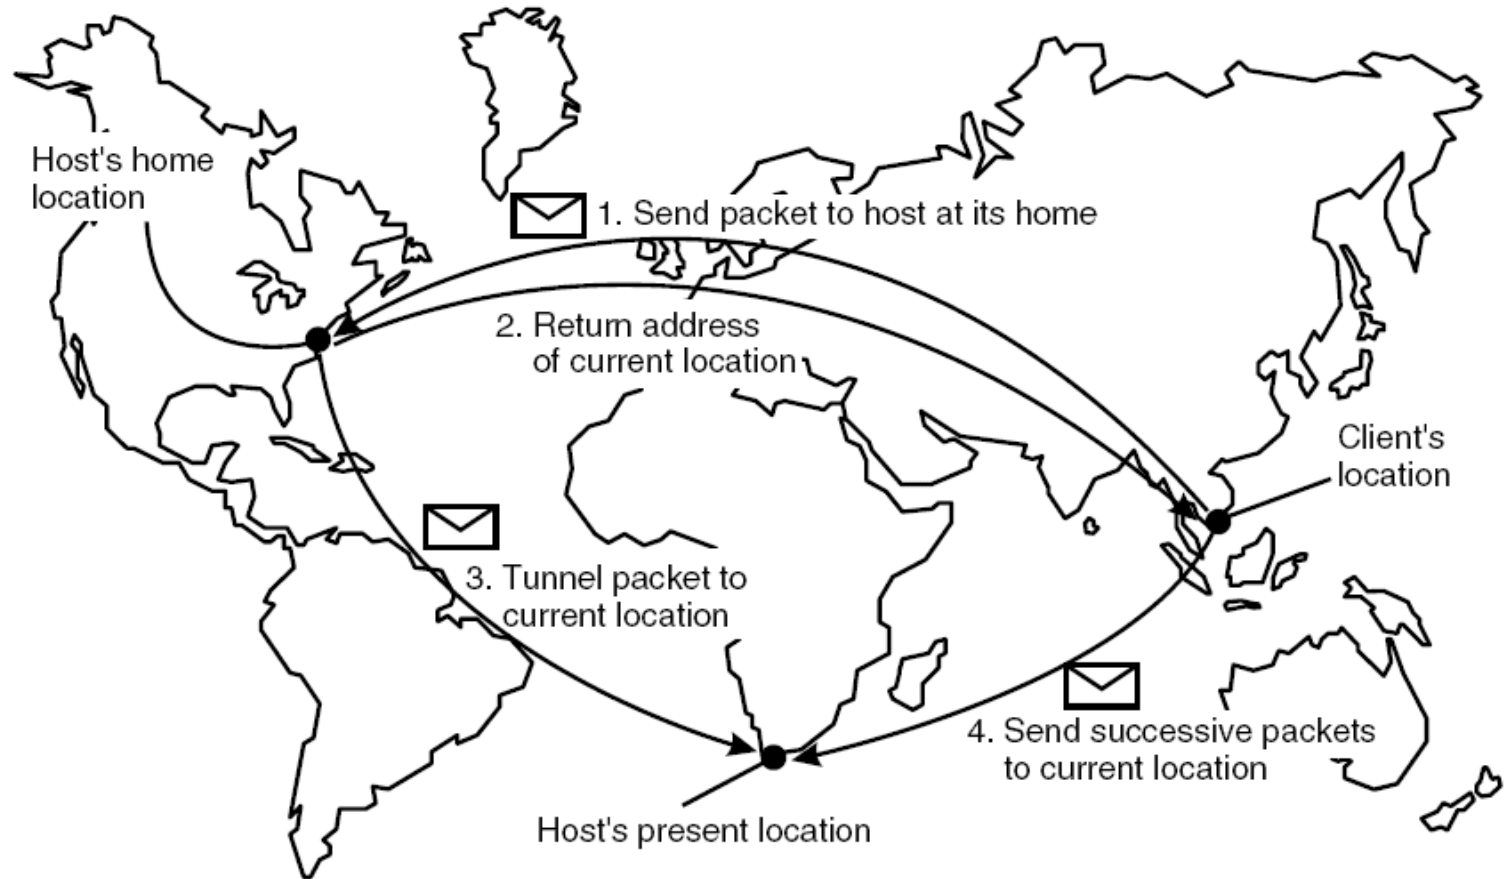 Host's home
location
1. Send packet to host at its home
2. Return address
of current location
Client's
location
3. Tunnel packet to
current location
4. Send successive packets
to current location
Host's present location